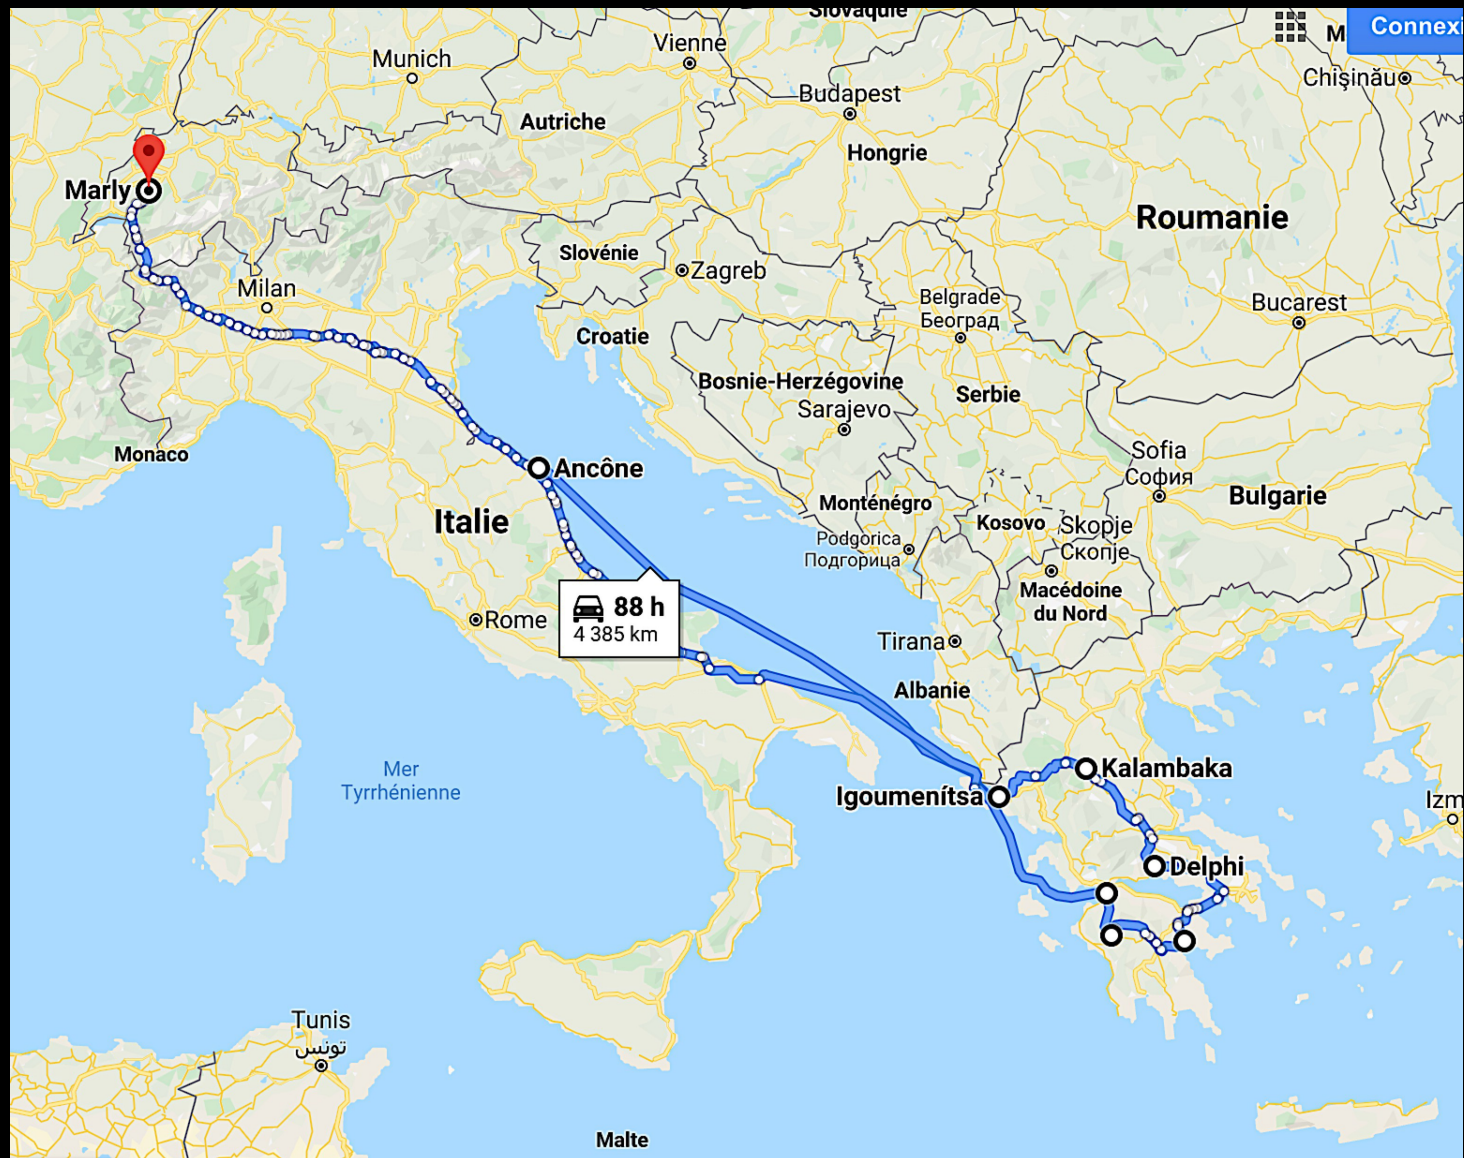 Slovaquie
M
Connexi
Vienne
Munich
Chişinău
Budapest
Autriche
Hongrie
Marly
Roumanie
Slovénie
Zagreb
Milan
Belgrade
Београд
Bucarest
Croatie
Bosnie-Herzégovine
Sarajevo
Serbie
Monaco
Sofia
София
Ancône
Bulgarie
Monténégro
Italie
Kosovo
Skopje
Скопје
Podgorica
Подгорица
Macédoine
du Nord
88 h
4 385 km
Rome
Tirana
Albanie
Mer
Tyrrhénienne
Kalambaka
Igoumenítsa
Izm
Delphi
Tunis
تونس
Malte